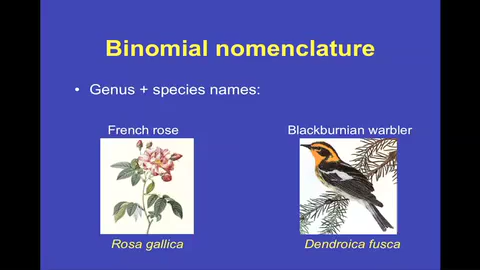 Binomial nomenclature
• Genus + species names:
French rose
Blackburnian warbler
Rosa gallica
Dendroica fusca